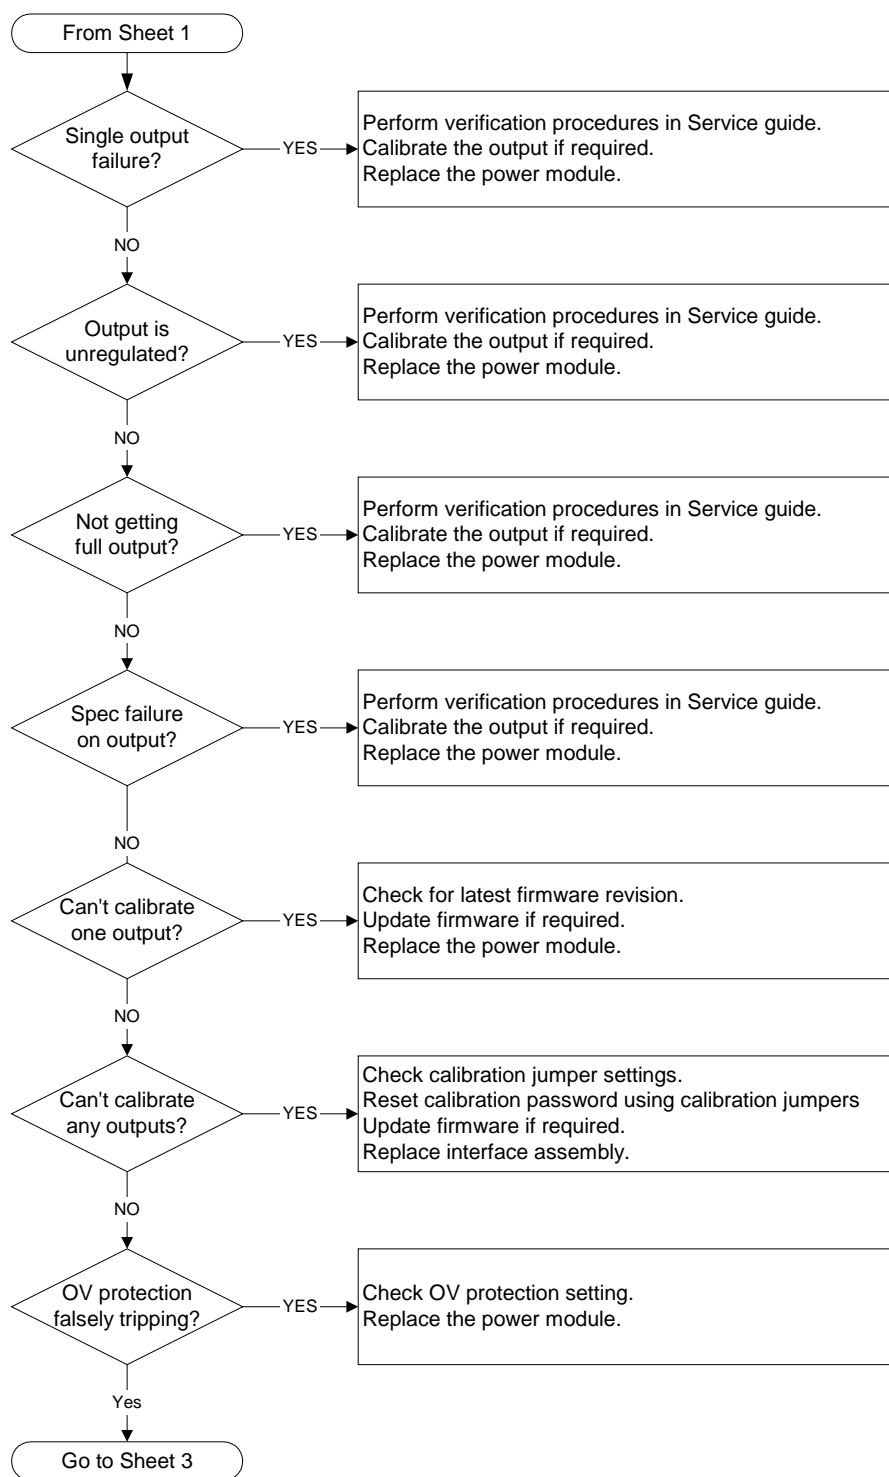 From Sheet 1
Single output
failure?
YES
Perform verification procedures in Service guide.
Calibrate the output if required.
Replace the power module.
NO
Output is
unregulated?
YES
Perform verification procedures in Service guide.
Calibrate the output if required.
Replace the power module.
NO
Not getting
full output?
YES
Perform verification procedures in Service guide.
Calibrate the output if required.
Replace the power module.
NO
Spec failure
on output?
YES
Perform verification procedures in Service guide.
Calibrate the output if required.
Replace the power module.
NO
Can't calibrate
one output?
YES
Check for latest firmware revision.
Update firmware if required.
Replace the power module.
NO
Can't calibrate
any outputs?
YES
Check calibration jumper settings.
Reset calibration password using calibration jumpers
Update firmware if required.
Replace interface assembly.
NO
OV protection
falsely tripping?
YES
Check OV protection setting.
Replace the power module.
Yes
Go to Sheet 3